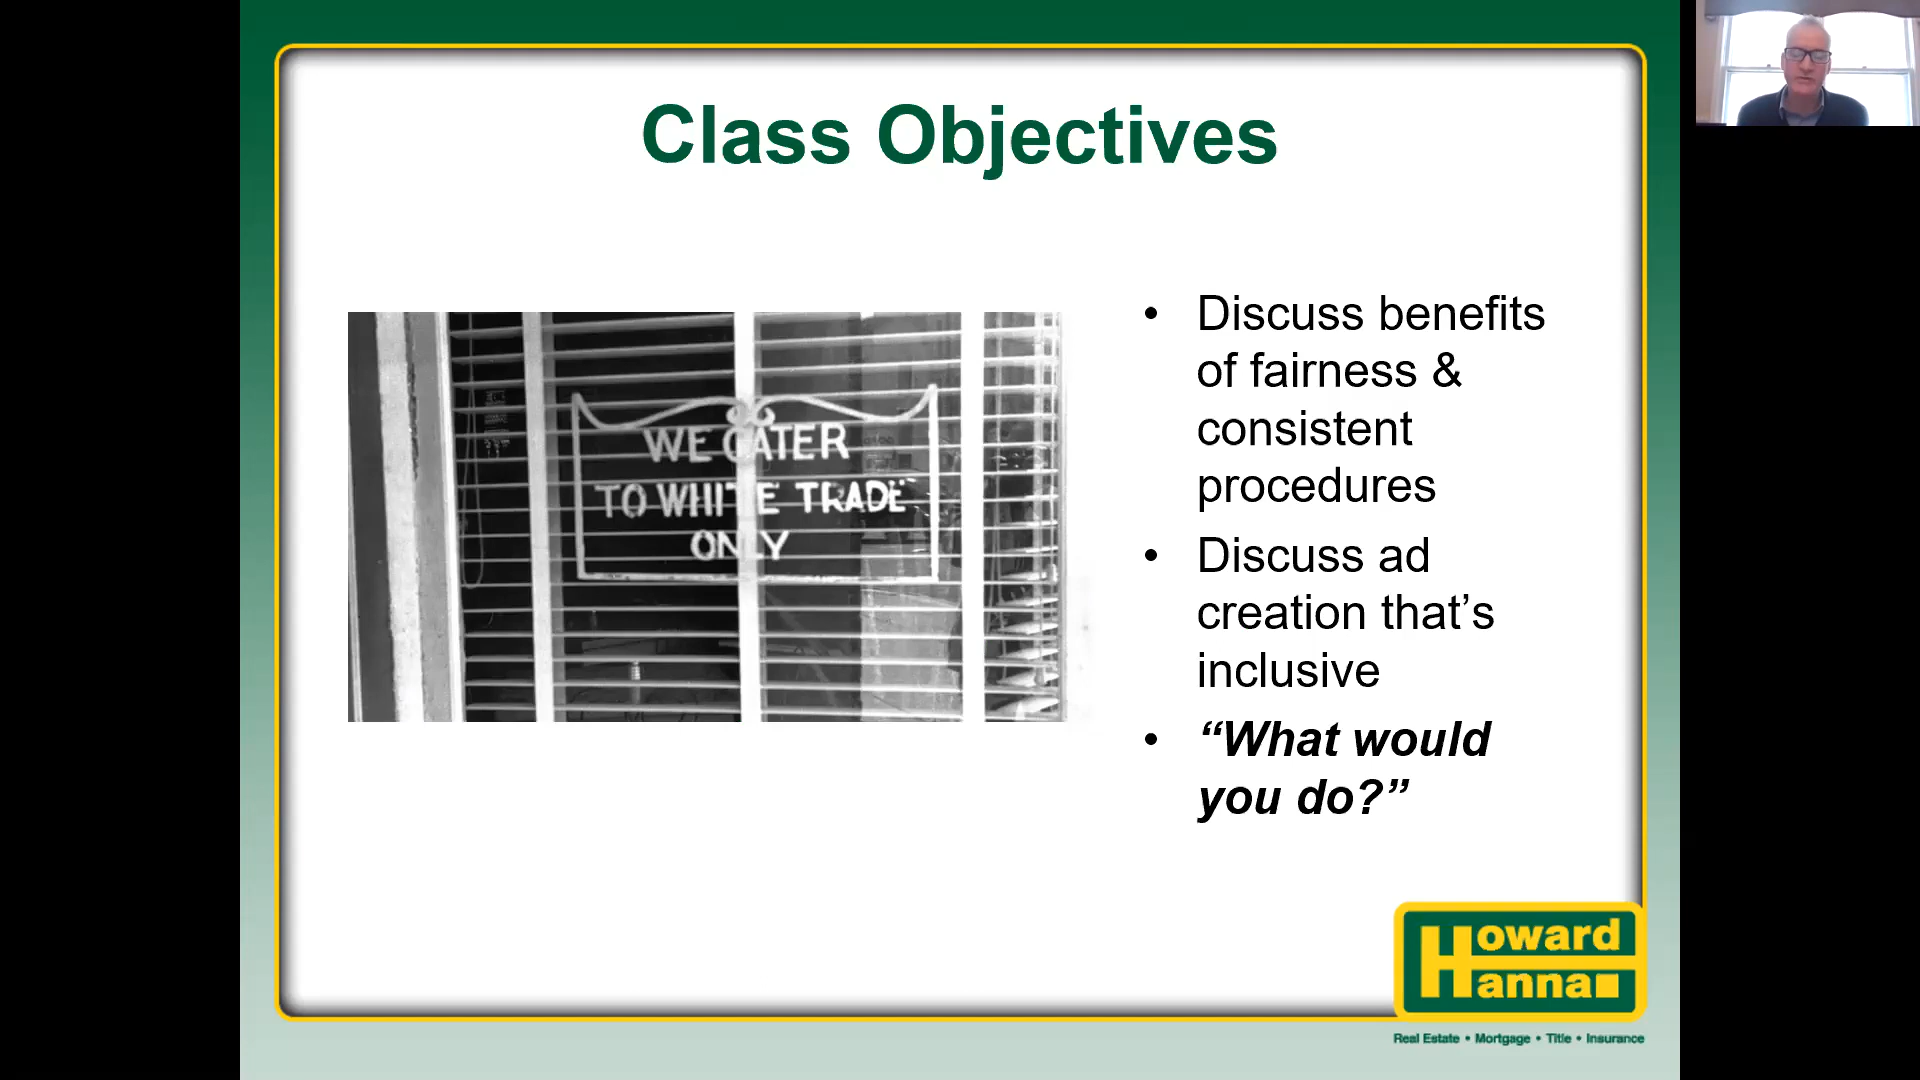 Class Objectives
WE CATER
TO WHITE TRADE
ONLY
• Discuss benefits
of fairness &
consistent
procedures
• Discuss ad
creation that’s
inclusive
• “What would
you do?”
Howard
Hanna
Real Estate • Mortgage • Title • Insurance